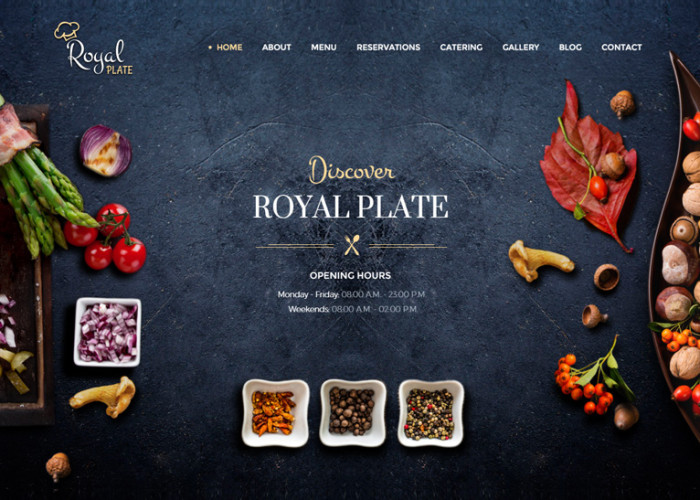 Royal
PLATE
HOME ABOUT MENU RESERVATIONS CATERING GALLERY BLOG CONTACT
Discover
ROYAL PLATE
OPENING HOURS
Monday - Friday, 08:00 A.M. - 23:00 P.M.
Weekends, 08:00 A.M. - 02:00 P.M.